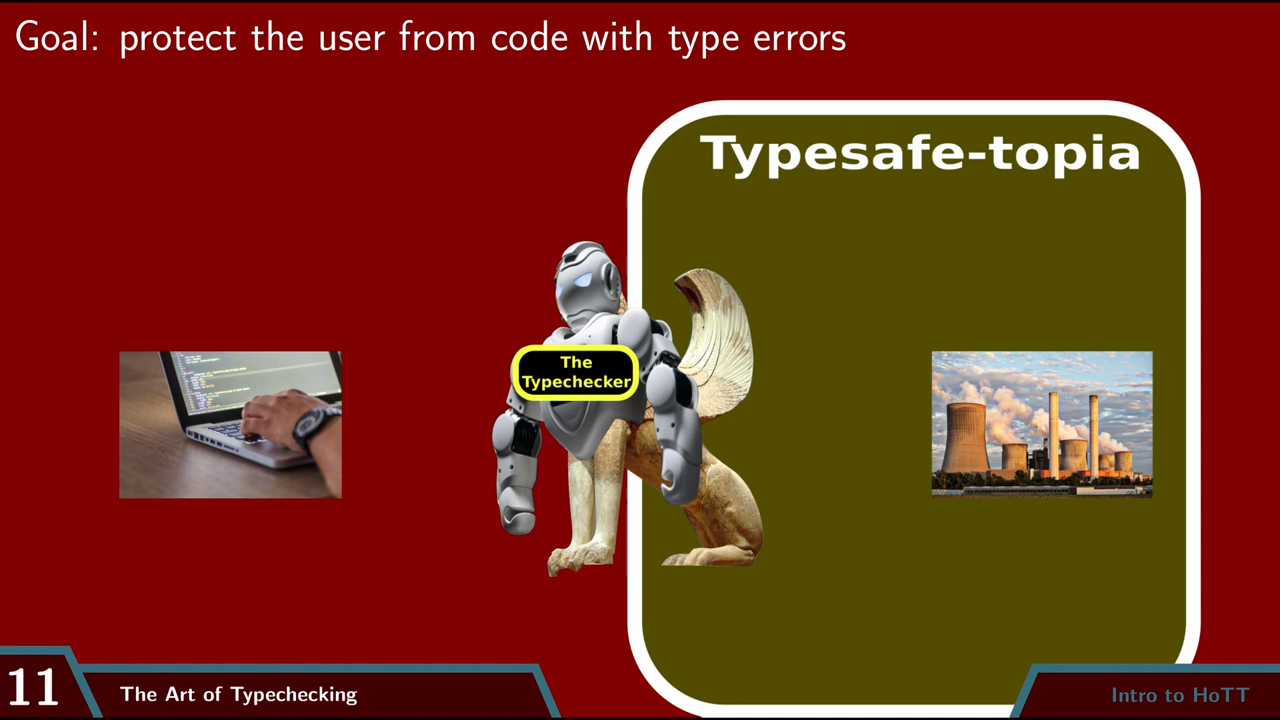 Goal: protect the user from code with type errors
Typesafe-topia
The
Typechecker
11
The Art of Typechecking
Intro to HoTT